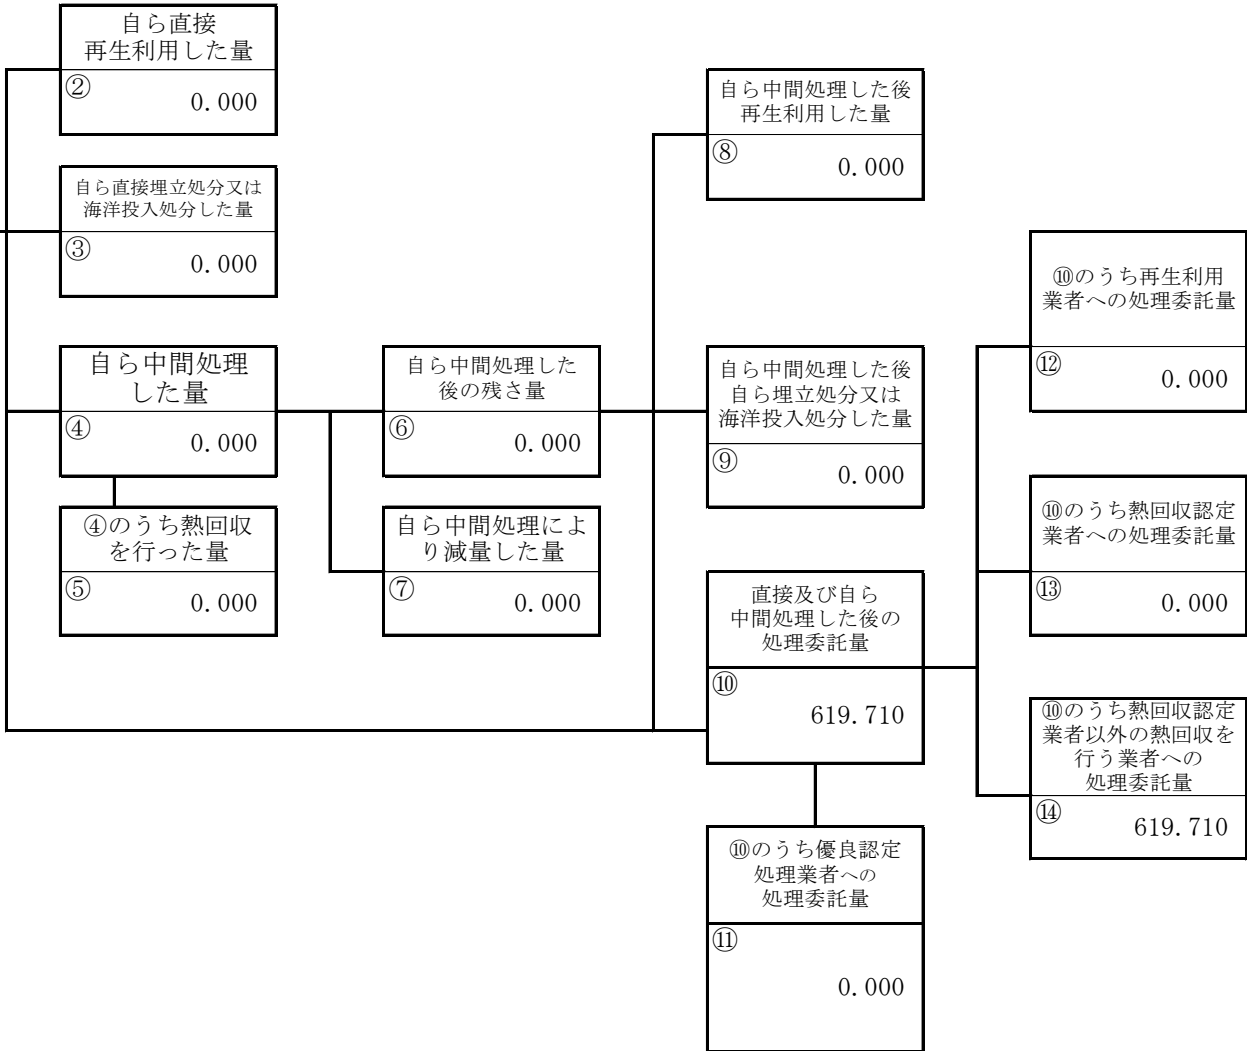 自ら直接
再生利用した量
②
0.000
自ら直接埋立処分又は
海洋投入処分した量
③
0.000
自ら中間処理
した量
④
0.000
④のうち熱回収
を行った量
⑤
0.000
自ら中間処理した
後の残さ量
⑥
0.000
自ら中間処理によ
り減量した量
⑦
0.000
自ら中間処理した後
再生利用した量
⑧
0.000
自ら中間処理した後
自ら埋立処分又は
海洋投入処分した量
⑨
0.000
直接及び自ら
中間処理した後の
処理委託量
⑩
619.710
⑩のうち優良認定
処理業者への
処理委託量
⑪
0.000
⑩のうち再生利用
業者への処理委託量
⑫
0.000
⑩のうち熱回収認定
業者への処理委託量
⑬
0.000
⑩のうち熱回収認定
業者以外の熱回収を
行う業者への
処理委託量
⑭
619.710